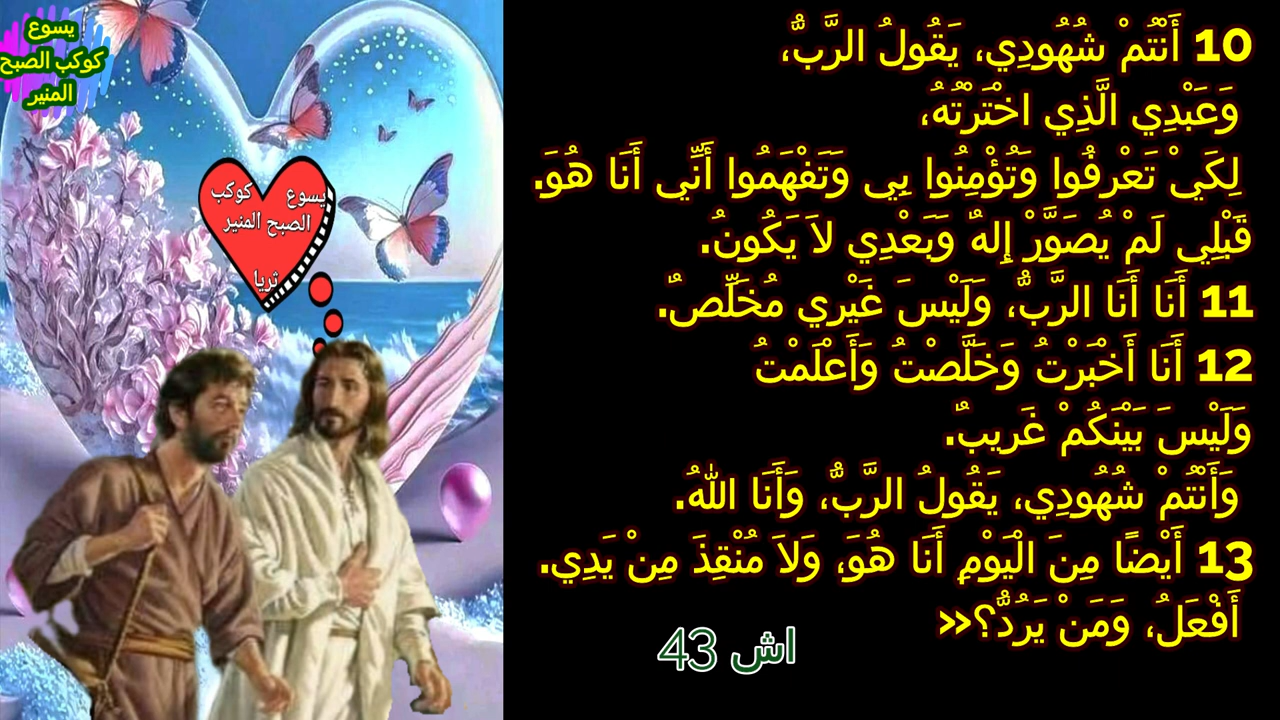 يسوع
كوكب الصبح
المنير
يسوع كوكب
الصبح المنير
ثريا
10 أَنْتُمْ شُهُودِي، يَقُولُ الرَّبُّ،
وَعَبْدِي الَّذِي اخْتَرْتُهُ،
لِكَيْ تَعْرِفُوا وَتُؤْمِنُوا بِي وَتَفْهَمُوا أَنِّي أَنَا هُوَ.
قَبْلِي لَمْ يُصَوَّرْ إِلهٌ وَبَعْدِي لاَ يَكُونُ.
11 أَنَا أَنَا الرَّبُّ، وَلَيْسَ غَيْرِي مُخَلِّصٌ.
12 أَنَا أَخْبَرْتُ وَخَلَّصْتُ وَأَعْلَمْتُ
وَلَيْسَ بَيْنَكُمْ غَرِيبٌ.
وَأَنْتُمْ شُهُودِي، يَقُولُ الرَّبُّ، وَأَنَا اللهُ.
13 أَيْضًا مِنَ الْيَوْمِ أَنَا هُوَ، وَلاَ مُنْقِذَ مِنْ يَدِي.
أَفْعَلُ، وَمَنْ يَرُدُّ؟»
اش 43